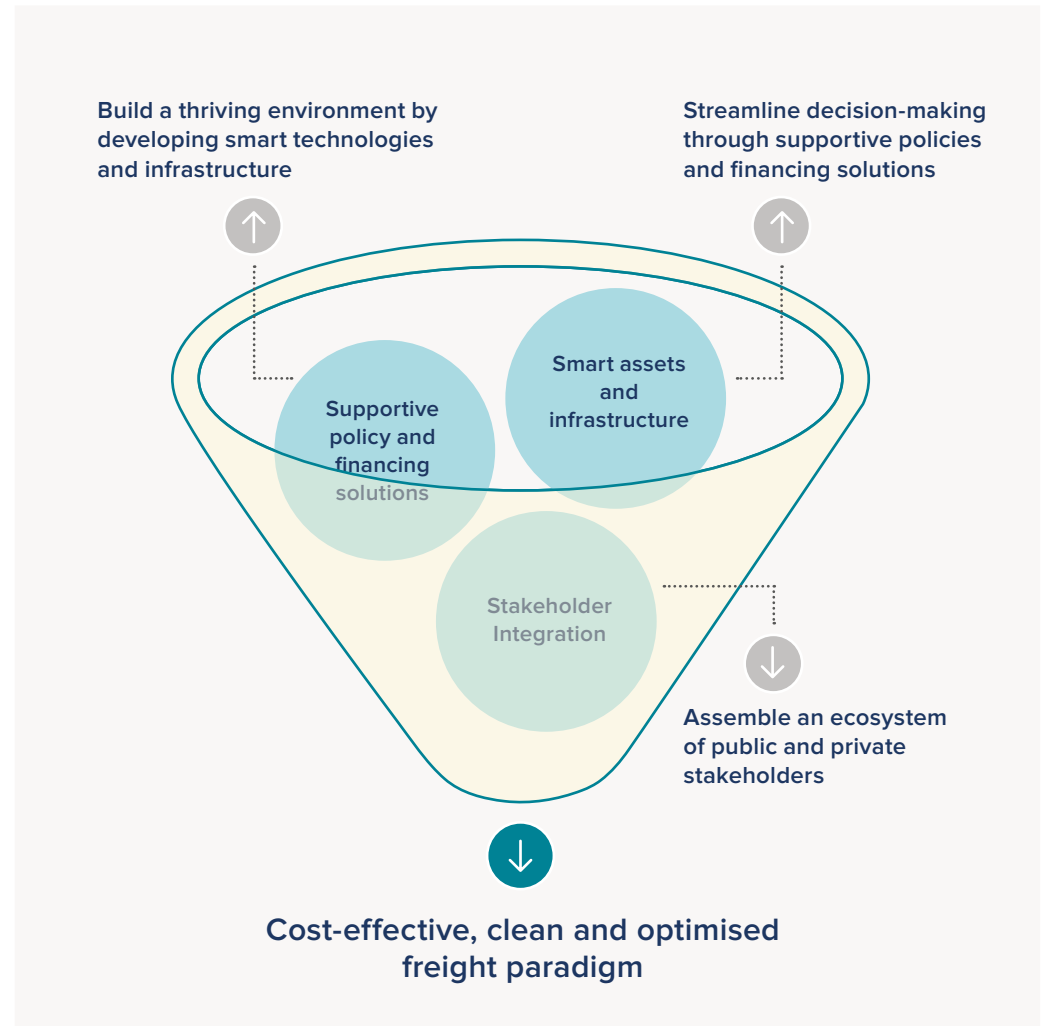 Build a thriving environment by
developing smart technologies
and infrastructure
Streamline decision-making
through supportive policies
and financing solutions
Smart assets
and
infrastructure
Supportive
policy and
financing
solutions
Stakeholder
Integration
Assemble an ecosystem
of public and private
stakeholders
Cost-effective, clean and optimised
freight paradigm